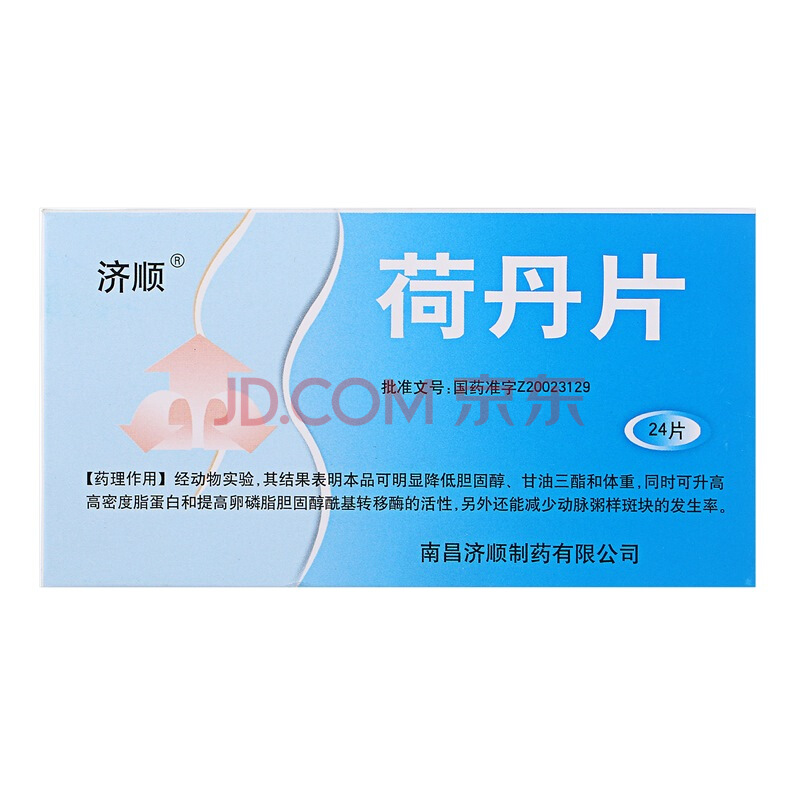 济顺®
荷丹片
批准文号:国药准字Z20023129
JD.COM 京东
24片
【药理作用】经动物实验,其结果表明本品可明显降低胆固醇、甘油三酯和体重,同时可升高
高密度脂蛋白和提高卵磷脂胆固醇酰基转移酶的活性,另外还能减少动脉粥样斑块的发生率。
南昌济顺制药有限公司